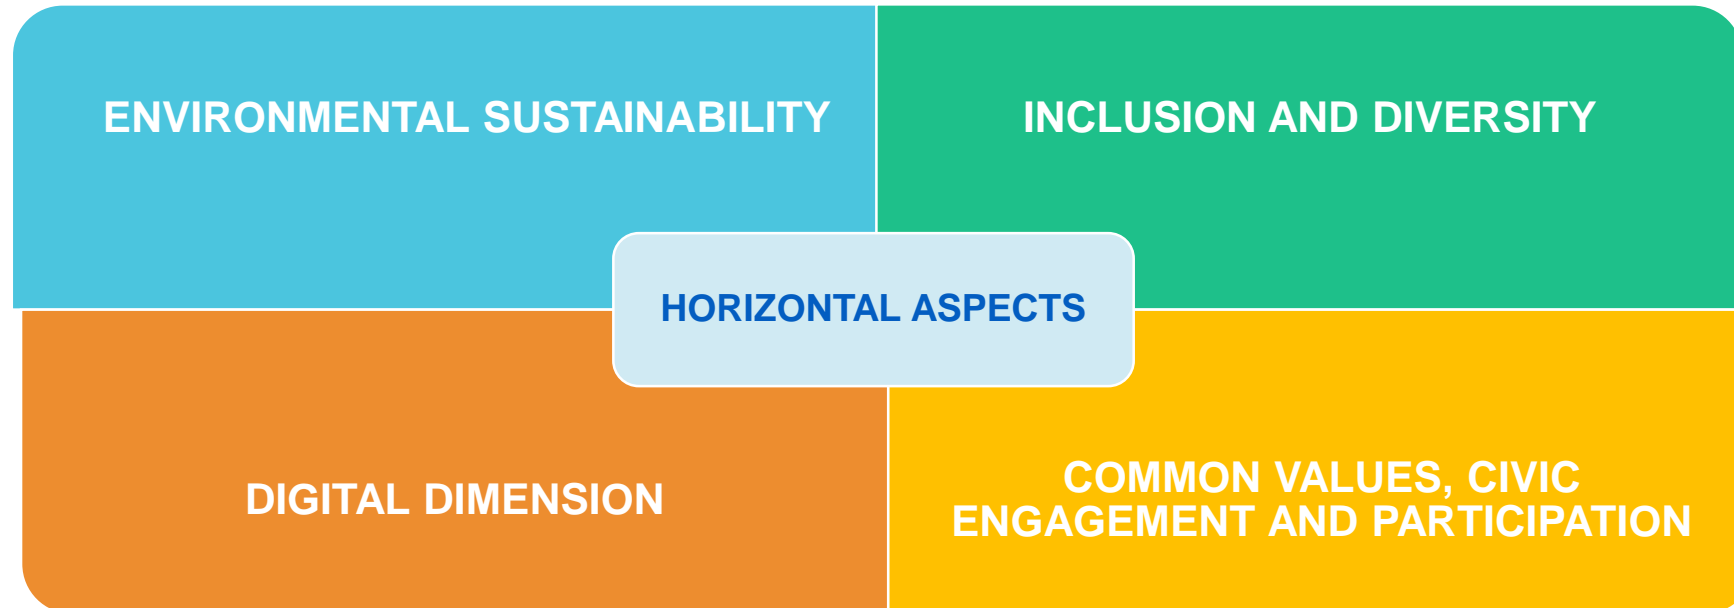 ENVIRONMENTAL SUSTAINABILITY
INCLUSION AND DIVERSITY
HORIZONTAL ASPECTS
DIGITAL DIMENSION
COMMON VALUES, CIVIC
ENGAGEMENT AND PARTICIPATION